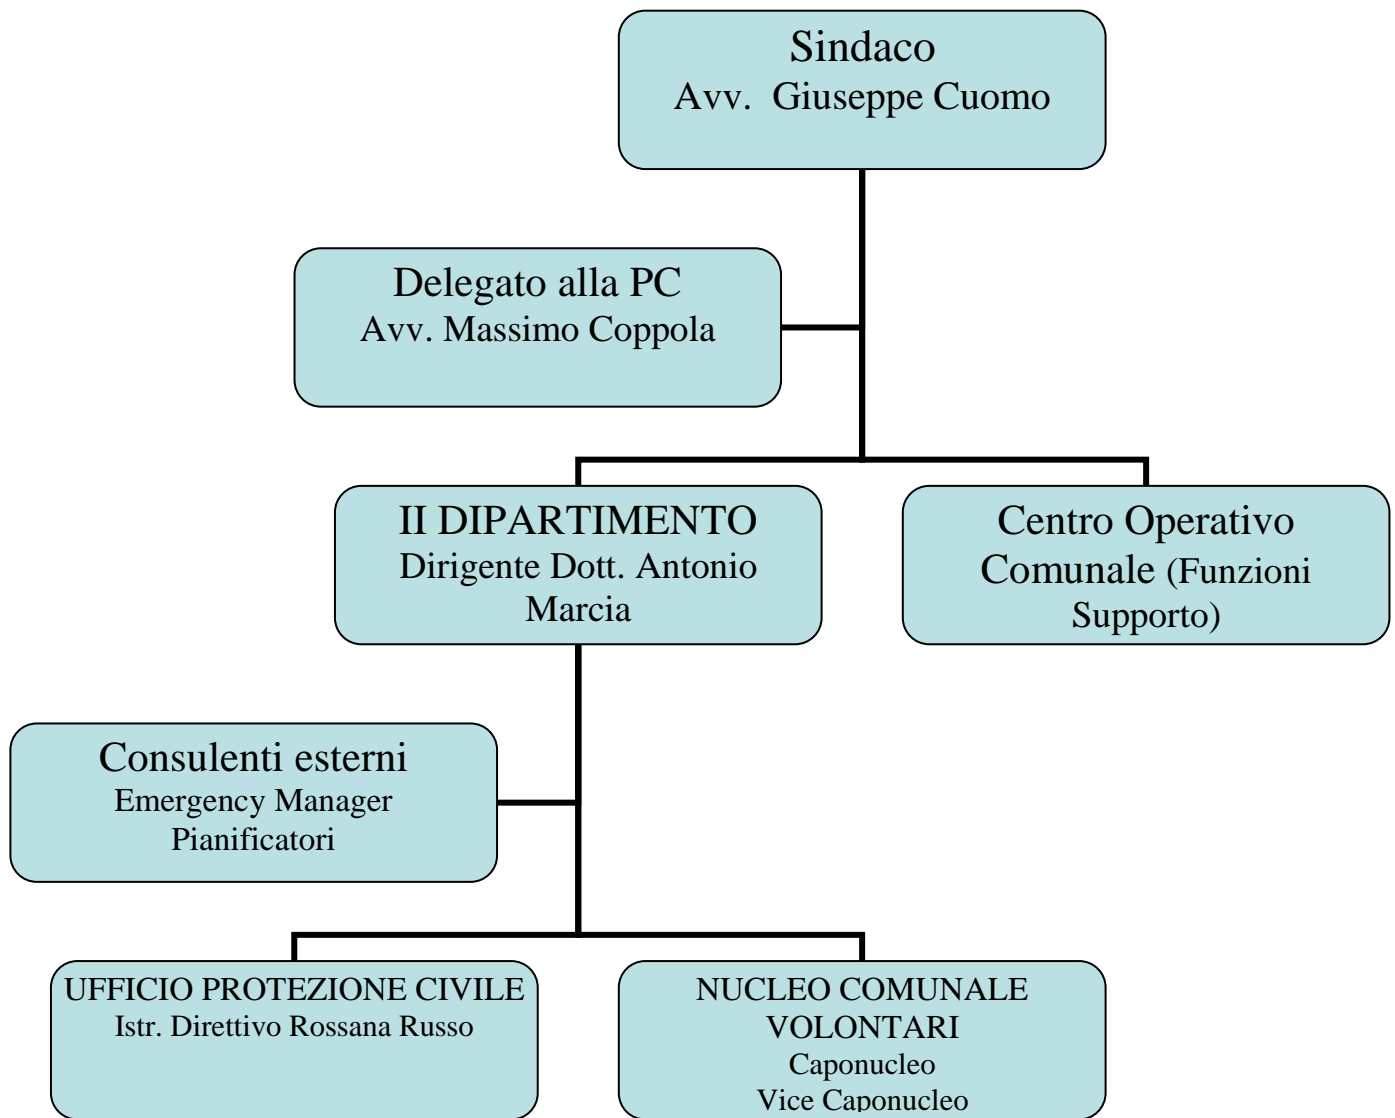 Sindaco
Avv. Giuseppe Cuomo
Delegato alla PC
Avv. Massimo Coppola
II DIPARTIMENTO
Dirigente Dott. Antonio
Marcia
Centro Operativo
Comunale (Funzioni
Supporto)
Consulenti esterni
Emergency Manager
Pianificatori
UFFICIO PROTEZIONE CIVILE
Istr. Direttivo Rossana Russo
NUCLEO COMUNALE
VOLONTARI
Caponucleo
Vice Caponucleo